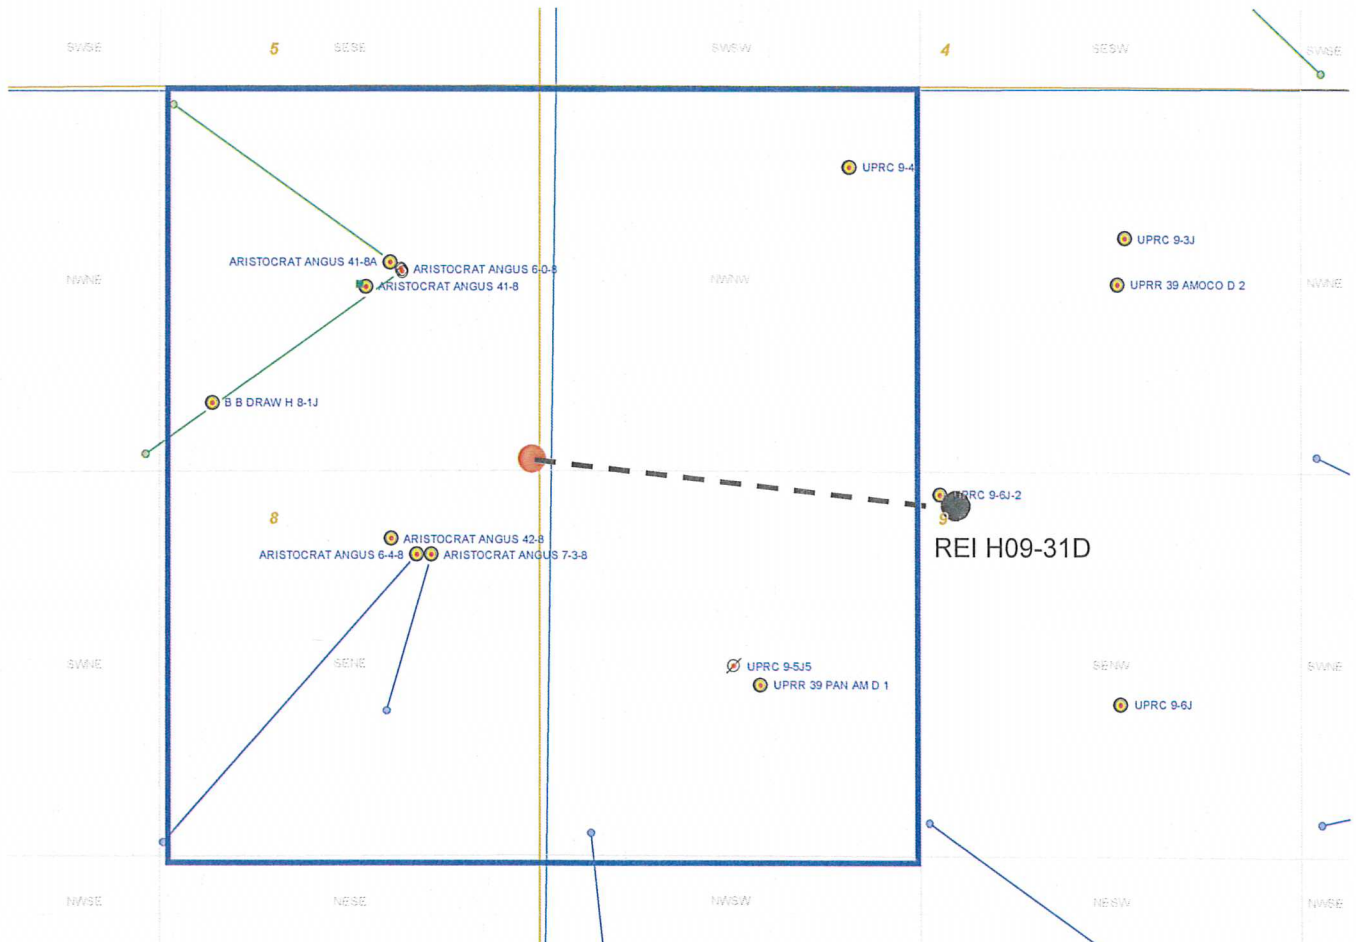 SWSE
5
SESE
SWSW
4
SESW
SWSE
UPRC 9-4
UPRC 9-3J
ARISTOCRAT ANGUS 41-8A
ARISTOCRAT ANGUS 6-0-8
NWNE
ARISTOCRAT ANGUS 41-8
NWNW
UPRR 39 AMOCO D 2
NWNE
B B DRAW H 8-1J
UPRC 9-6J-2
8
9
ARISTOCRAT ANGUS 42-8
ARISTOCRAT ANGUS 6-4-8
ARISTOCRAT ANGUS 7-3-8
REI H09-31D
SWNE
SENE
UPRC 9-5J5
SENW
SWNE
UPRR 39 PAN AM D 1
UPRC 9-6J
NWSE
NESE
NWSW
NESW
NWSE